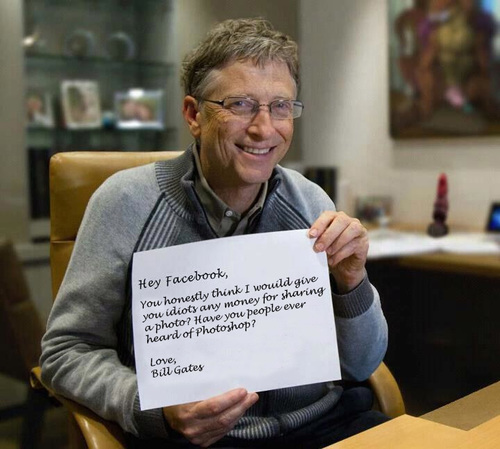 Hey Facebook,
You honestly think I would give
you idiots any money for sharing
a photo? Have you people ever
heard of Photoshop?
Love,
Bill Gates